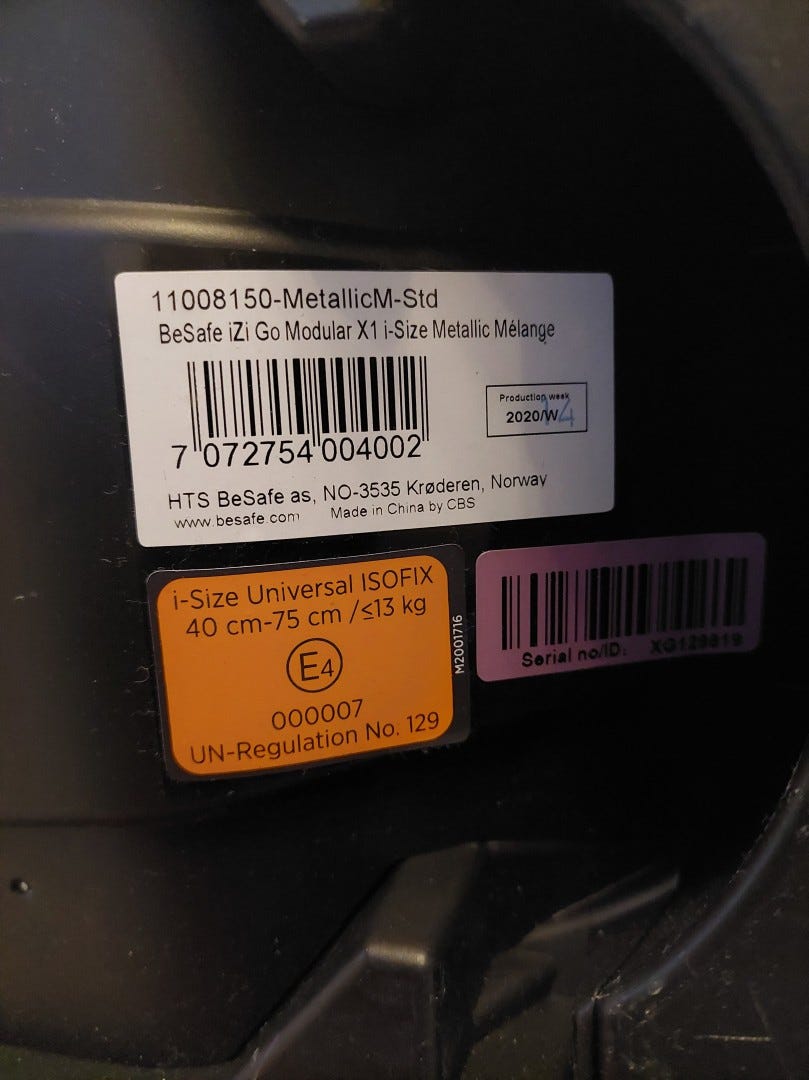 11008150-MetallicM-Std
BeSafe iZi Go Modular X1 i-Size Metallic Mélange
Production week
2020/W14
7 072754 004002
HTS BeSafe as, NO-3535 Krøderen, Norway
www.besafe.com Made in China by CBS
i-Size Universal ISOFIX
40 cm-75 cm /≤13 kg
E4
000007
UN-Regulation No. 129
M2001716
Serial no/ID: